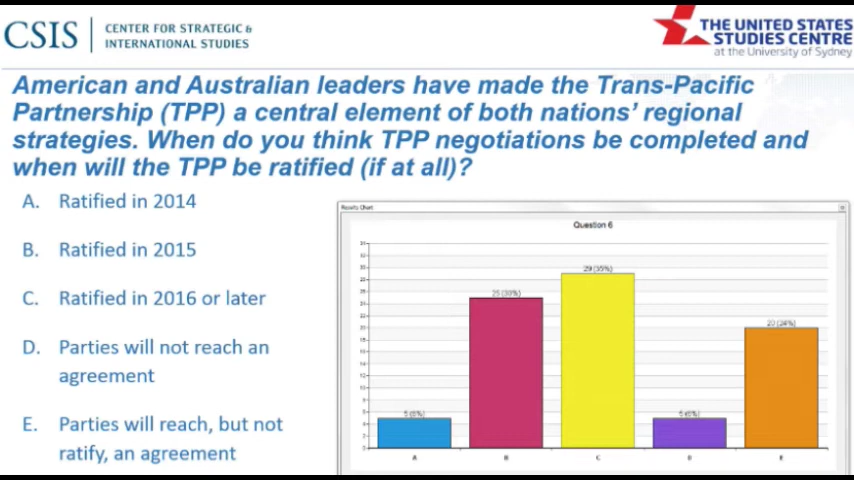 CSIS
CENTER FOR STRATEGIC &
INTERNATIONAL STUDIES
THE UNITED STATES
STUDIES CENTRE
at the University of Sydney
American and Australian leaders have made the Trans-Pacific
Partnership (TPP) a central element of both nations' regional
strategies. When do you think TPP negotiations be completed and
when will the TPP be ratified (if at all)?
A. Ratified in 2014
B. Ratified in 2015
C. Ratified in 2016 or later
D. Parties will not reach an
agreement
E. Parties will reach, but not
ratify, an agreement
Results Chart
Question 6
29 (35%)
25 (30%)
20 (24%)
5 (6%)
5 (6%)
A B C D E